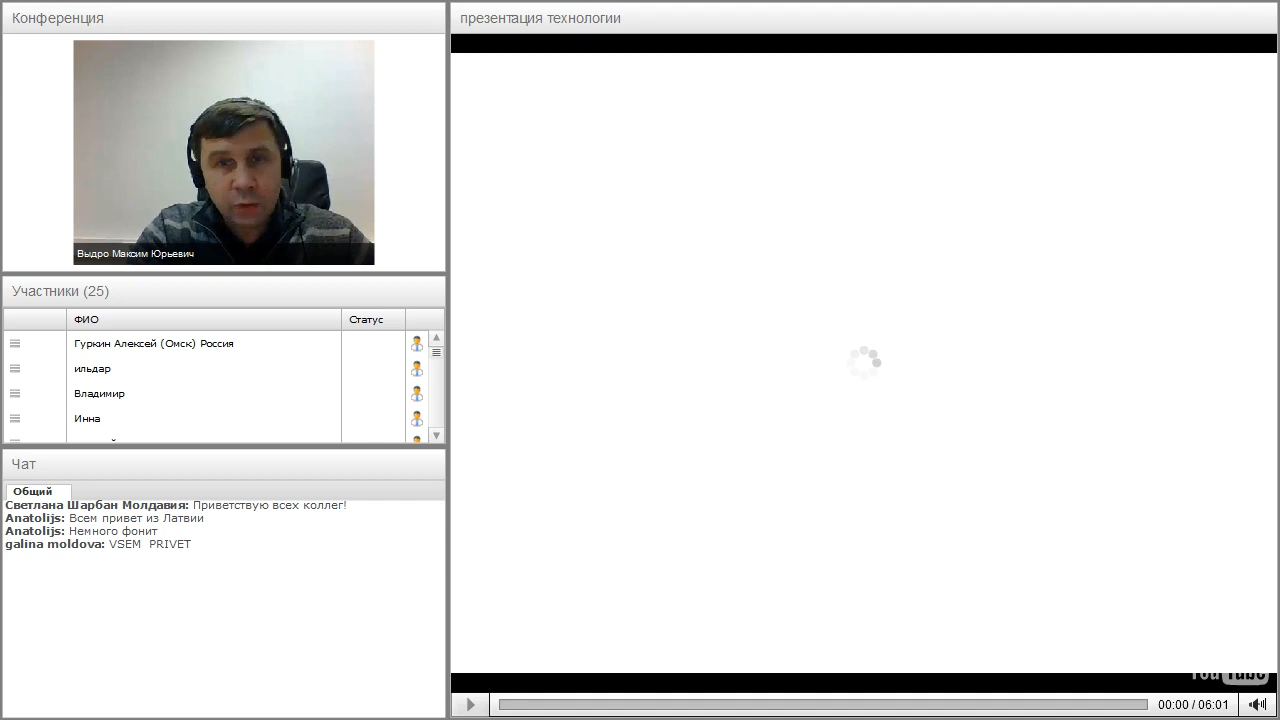 Конференция
Выдро Максим Юрьевич
Участники (25)
ФИО Статус
Гуркин Алексей (Омск) Россия
ильдар
Владимир
Инна
Чат
Общий
Светлана Шарбан Молдавия: Приветствую всех коллег!
Anatolijs: Всем привет из Латвии
Anatolijs: Немного фонит
galina moldova: VSEM PRIVET
презентация технологии
YouTube
00:00 / 06:01